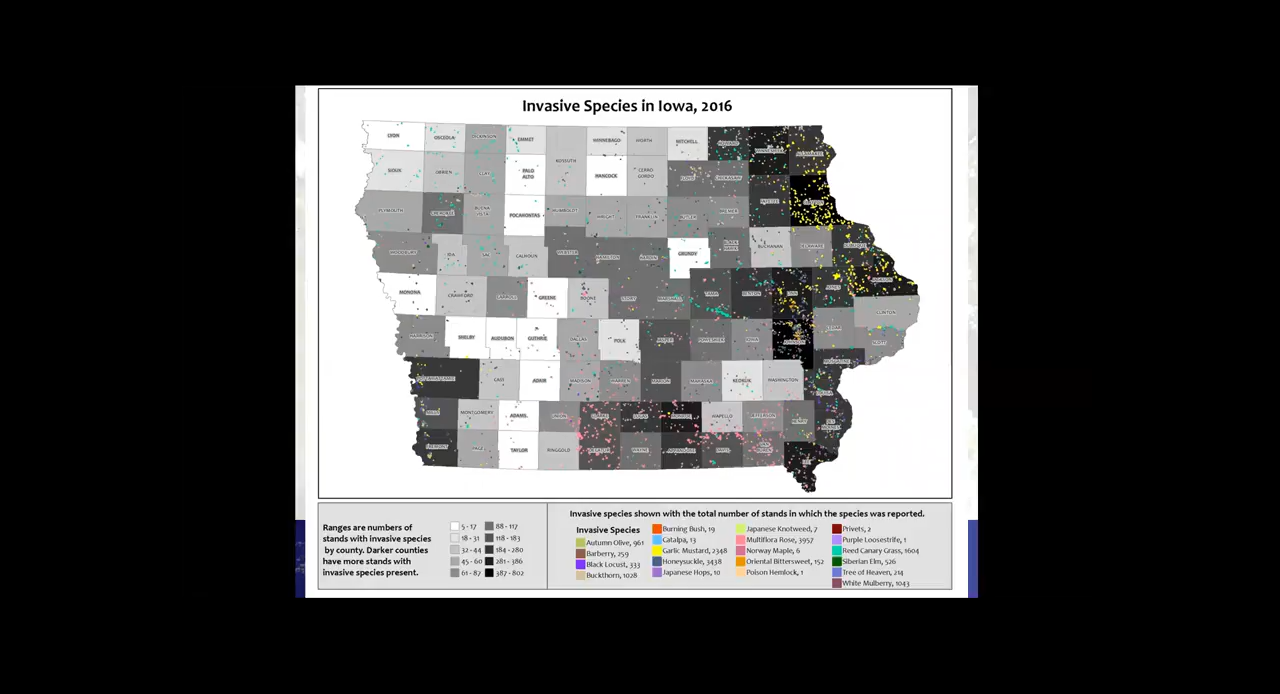 Invasive Species in Iowa, 2016
LYON
OSCEOLA
DICKINSON
EMMET
WINNEBAGO
WORTH
MITCHELL
HOWARD
WINNESHIEK
ALLAMAKEE
KOSSUTH
SIOUX
OBRIEN
CLAY
PALO ALTO
HANCOCK
CERRO GORDO
FLOYD
CHICKASAW
PLYMOUTH
CHEROKEE
BUENA VISTA
POCAHONTAS
HUMBOLDT
WRIGHT
FRANKLIN
BUTLER
BREMER
FAYETTE
CLAYTON
WOODBURY
IDA
SAC
CALHOUN
WEBSTER
HAMILTON
HARDIN
GRUNDY
BLACK HAWK
BUCHANAN
DELAWARE
DUBUQUE
MONONA
CRAWFORD
CARROLL
GREENE
BOONE
STORY
MARSHALL
TAMA
BENTON
LINN
JONES
JACKSON
CLINTON
HARRISON
SHELBY
AUDUBON
GUTHRIE
DALLAS
POLK
JASPER
POWESHIEK
IOWA
JOHNSON
CEDAR
SCOTT
MUSCATINE
POTTAWATTAMIE
CASS
ADAIR
MADISON
WARREN
MARION
MAHASKA
KEOKUK
WASHINGTON
LOUISA
MILLS
MONTGOMERY
ADAMS
UNION
CLARKE
LUCAS
MONROE
WAPELLO
JEFFERSON
HENRY
DES MOINES
FREMONT
PAGE
TAYLOR
RINGGOLD
DECATUR
WAYNE
APPANOOSE
DAVIS
VAN BUREN
LEE
Ranges are numbers of
stands with invasive species
by county. Darker counties
have more stands with
invasive species present.
5 - 17
18 - 31
32 - 44
45 - 60
61 - 87
88 - 117
118 - 183
184 - 280
281 - 386
387 - 802
Invasive species shown with the total number of stands in which the species was reported.
Invasive Species
Autumn Olive, 961
Barberry, 259
Black Locust, 333
Buckthorn, 1028
Burning Bush, 19
Catalpa, 13
Garlic Mustard, 2348
Honeysuckle, 3438
Japanese Hops, 10
Japanese Knotweed, 7
Multiflora Rose, 3957
Norway Maple, 6
Oriental Bittersweet, 152
Poison Hemlock, 1
Privets, 2
Purple Loosestrife, 1
Reed Canary Grass, 1604
Siberian Elm, 526
Tree of Heaven, 214
White Mulberry, 1043